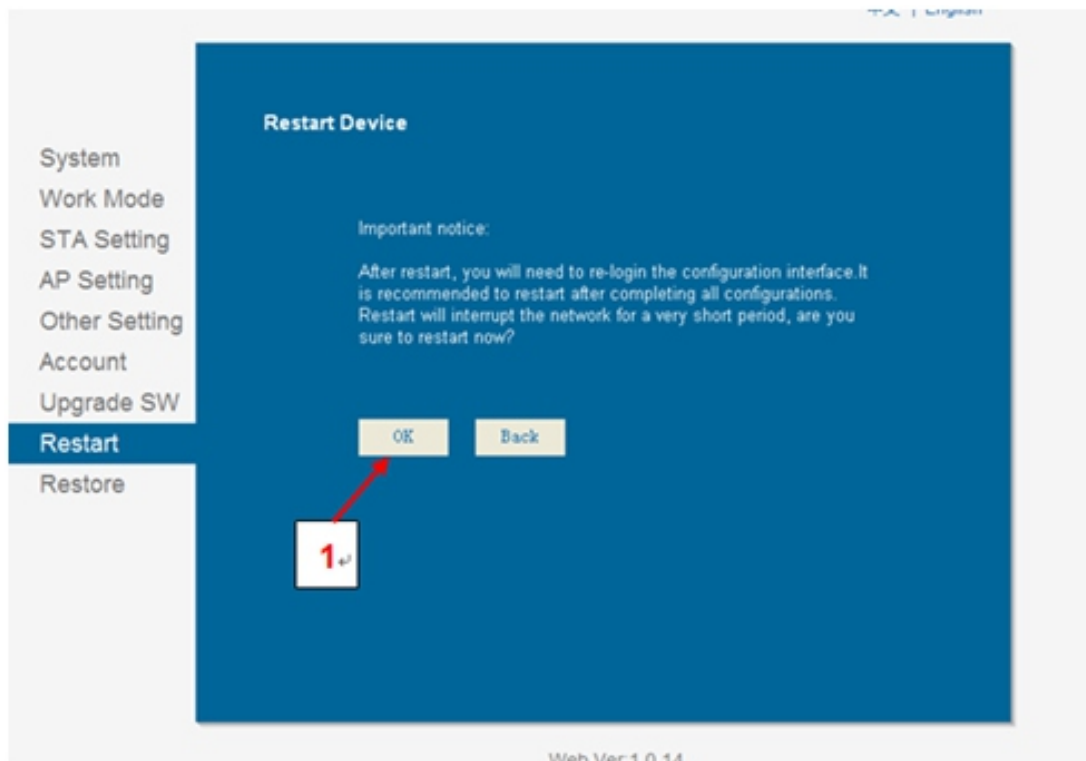 中文 | English
Restart Device
System
Work Mode
STA Setting
AP Setting
Other Setting
Account
Upgrade SW
Restart
Restore
Important notice:
After restart, you will need to re-login the configuration interface.It
is recommended to restart after completing all configurations.
Restart will interrupt the network for a very short period, are you
sure to restart now?
OK Back
1
Web Ver:1.0.14